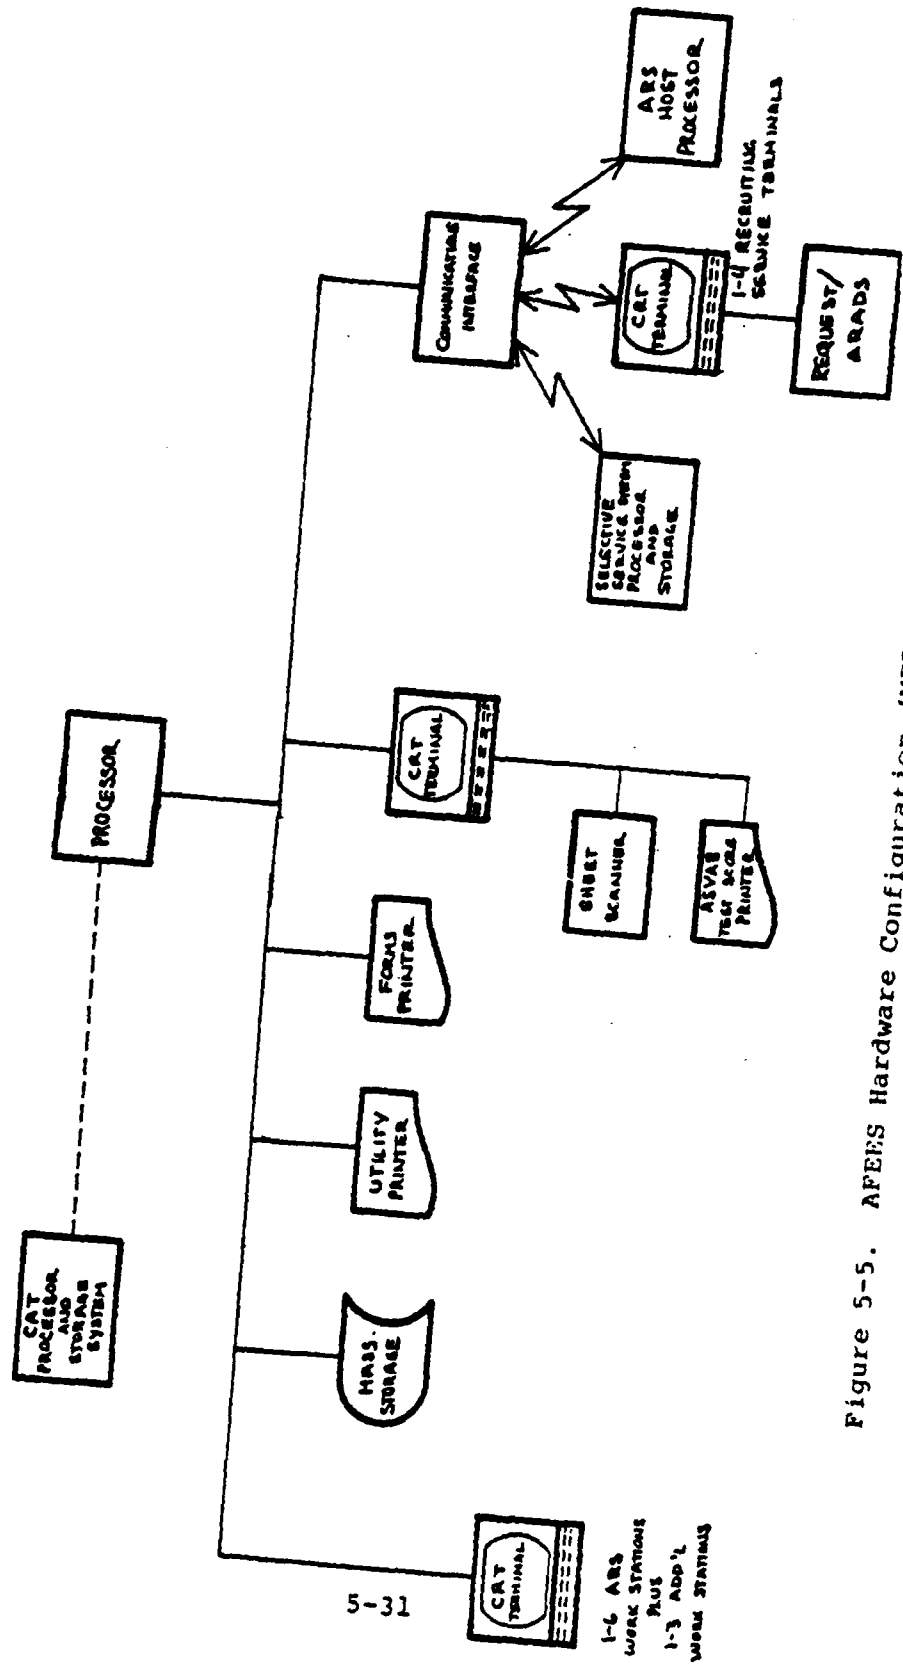 CAT
PROCESSOR
AND
STORAGE
SYSTEM
PROCESSOR
CRT
TERMINAL
1-6 ARS
WORK STATIONS
PLUS
1-3 ADD'L
WORK STATIONS
MASS
STORAGE
UTILITY
PRINTER
FORMS
PRINTER
CRT
TERMINAL
SHEET
SCANNER
ASVAB
TEST SCORE
PRINTER
COMMUNICATIONS
INTERFACE
SELECTIVE
SERVICE SYSTEM
PROCESSOR
AND
STORAGE
CRT
TERMINAL
1-4 RECRUITING
SERVICE TERMINALS
REQUEST/
ARADS
ARS
HOST
PROCESSOR
Figure 5-5. AFEES Hardware Configuration
5-31